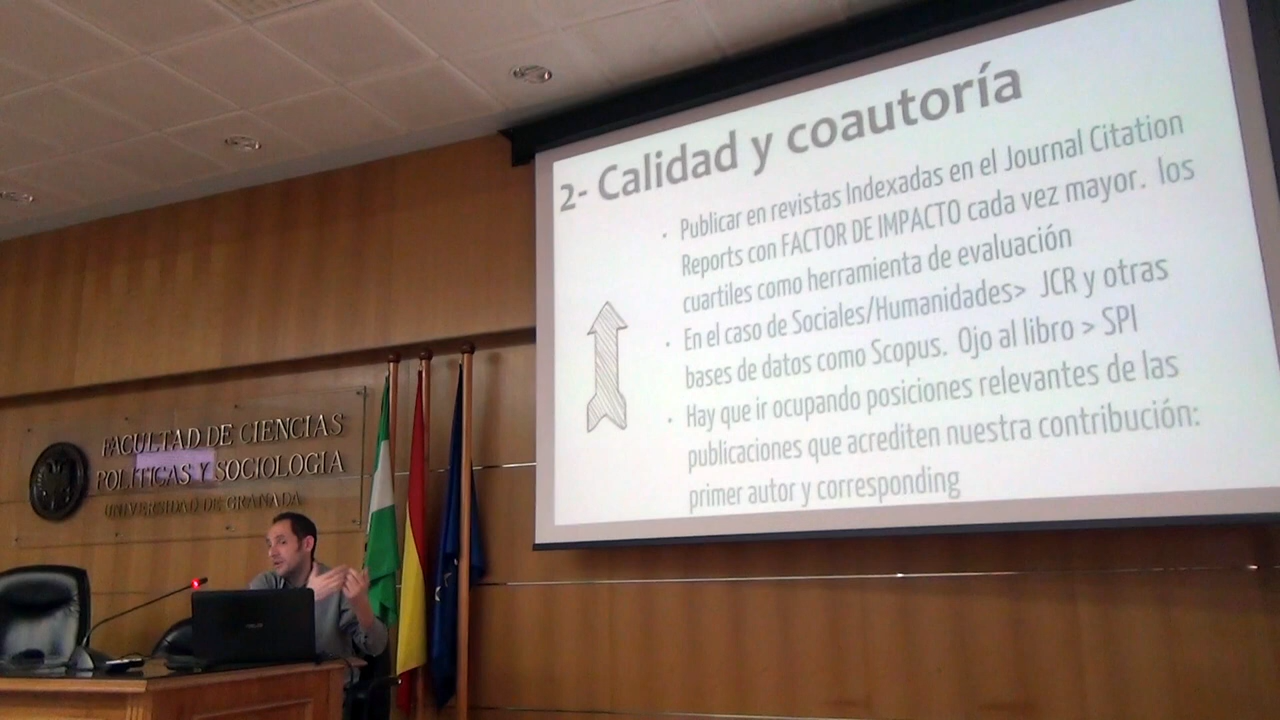 2- Calidad y coautoría
• Publicar en revistas Indexadas en el Journal Citation
Reports con FACTOR DE IMPACTO cada vez mayor. los
cuartiles como herramienta de evaluación
• En el caso de Sociales/Humanidades> JCR y otras
bases de datos como Scopus. Ojo al libro > SPI
• Hay que ir ocupando posiciones relevantes de las
publicaciones que acrediten nuestra contribución:
primer autor y corresponding
FACULTAD DE CIENCIAS
POLÍTICAS Y SOCIOLOGIA
UNIVERSIDAD DE GRANADA